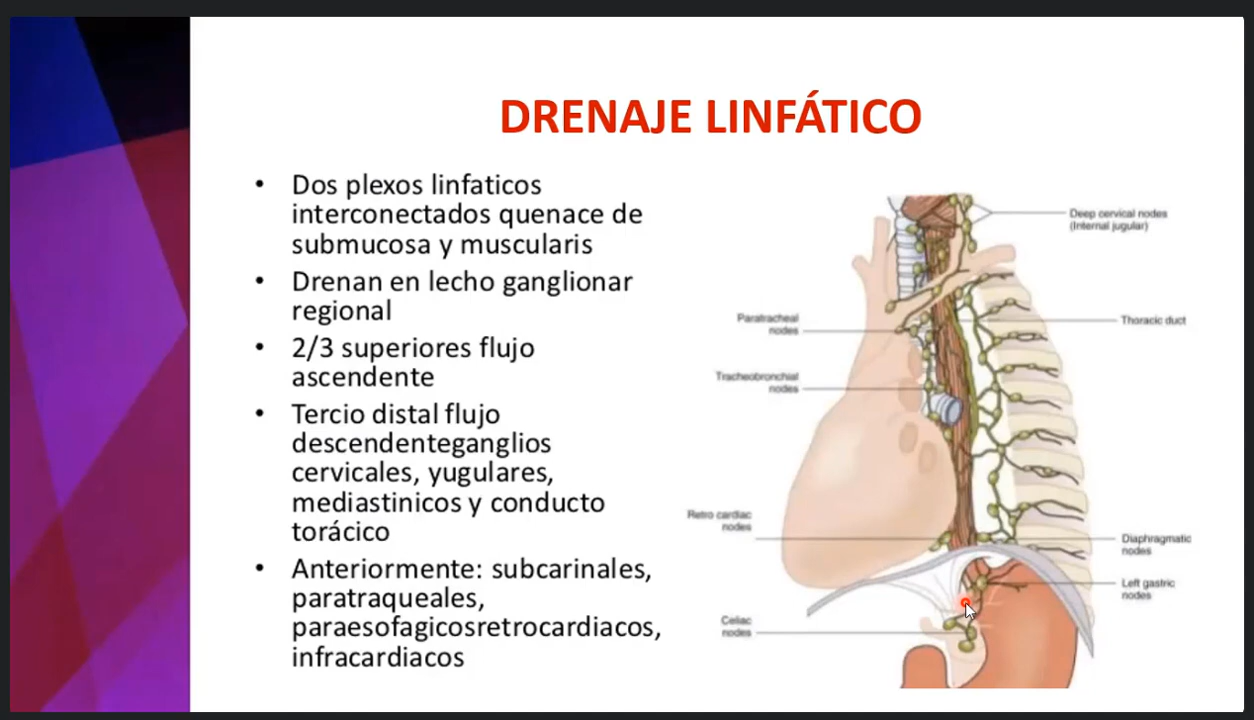 DRENAJE LINFÁTICO
• Dos plexos linfaticos
interconectados quenace de
submucosa y muscularis
• Drenan en lecho ganglionar
regional
• 2/3 superiores flujo
ascendente
• Tercio distal flujo
descendenteganglios
cervicales, yugulares,
mediastinicos y conducto
torácico
• Anteriormente: subcarinales,
paratraqueales,
paraesofagicosretrocardiacos,
infracardiacos
Deep cervical nodes
(Internal jugular)
Paratracheal
nodes
Thoracic duct
Tracheobronchial
nodes
Retro cardiac
nodes
Diaphragmatic
nodes
Left gastric
nodes
Celiac
nodes